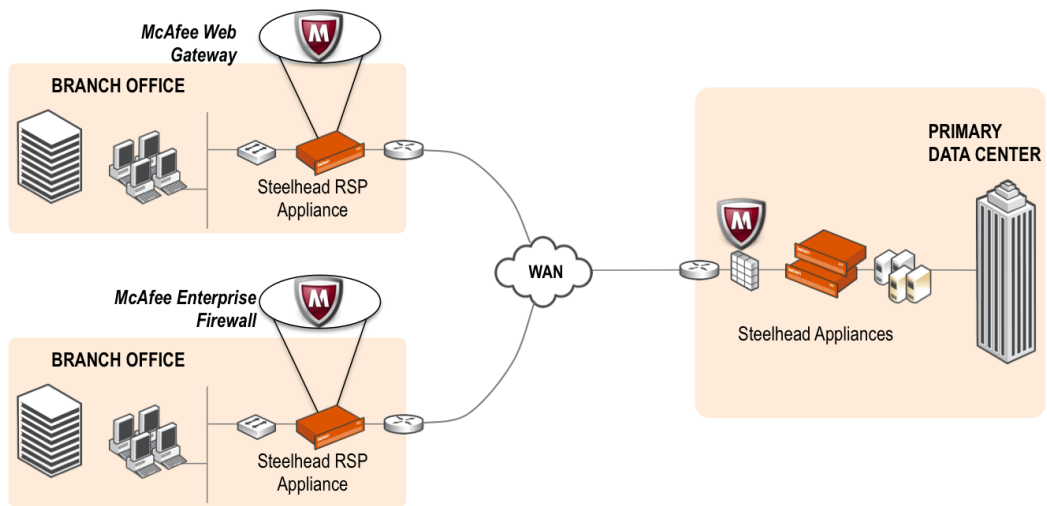 McAfee Web
Gateway
BRANCH OFFICE
Steelhead RSP
Appliance
McAfee Enterprise
Firewall
BRANCH OFFICE
Steelhead RSP
Appliance
WAN
PRIMARY
DATA CENTER
Steelhead Appliances